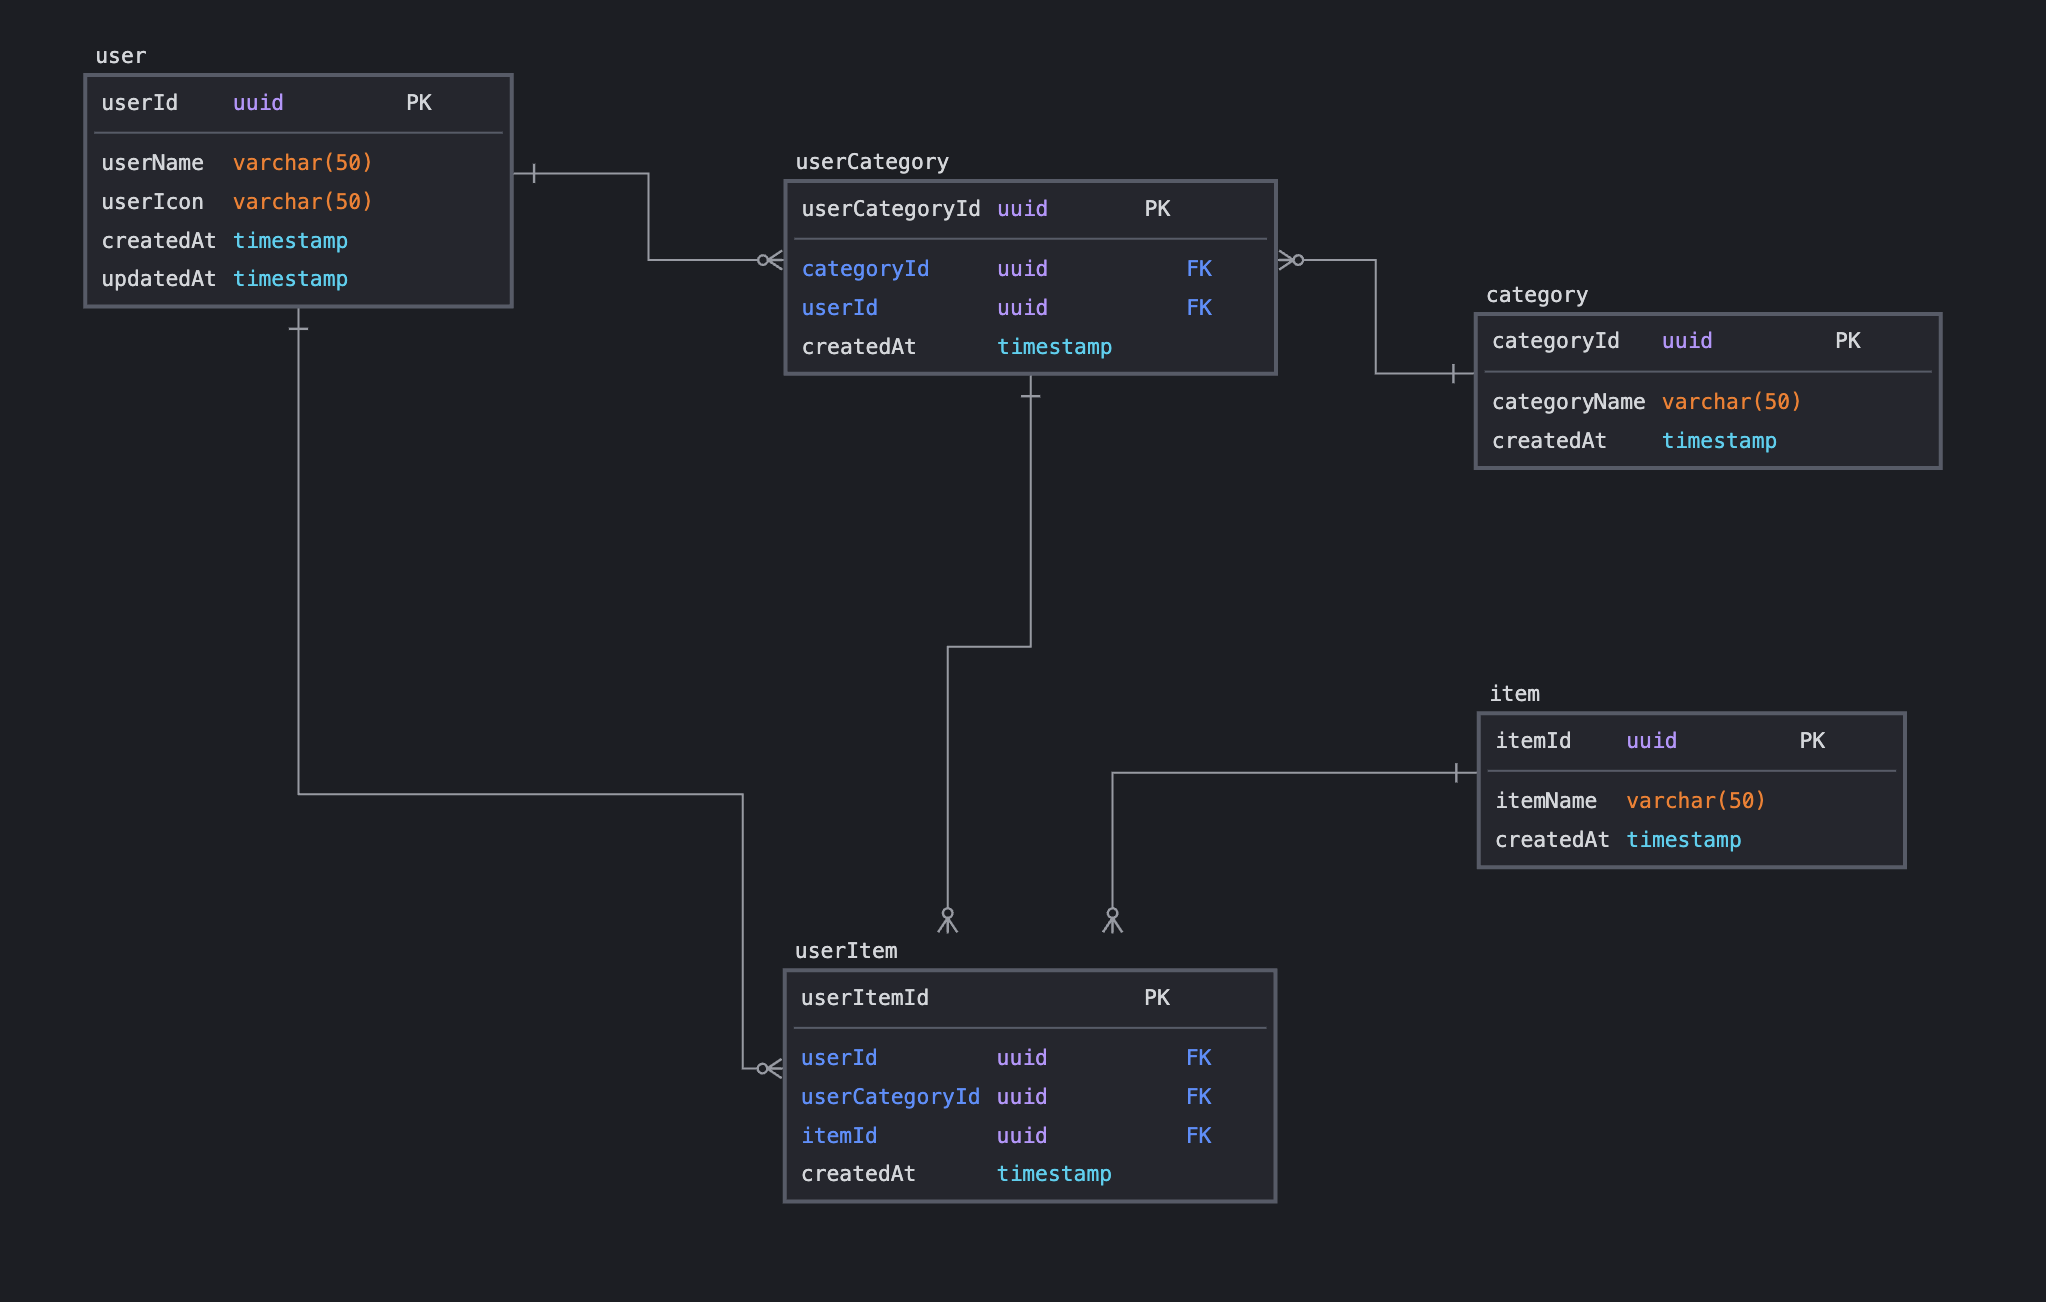 user
userId uuid PK
userName varchar(50)
userIcon varchar(50)
createdAt timestamp
updatedAt timestamp
userCategory
userCategoryId uuid PK
categoryId uuid FK
userId uuid FK
createdAt timestamp
category
categoryId uuid PK
categoryName varchar(50)
createdAt timestamp
item
itemId uuid PK
itemName varchar(50)
createdAt timestamp
userItem
userItemId PK
userId uuid FK
userCategoryId uuid FK
itemId uuid FK
createdAt timestamp